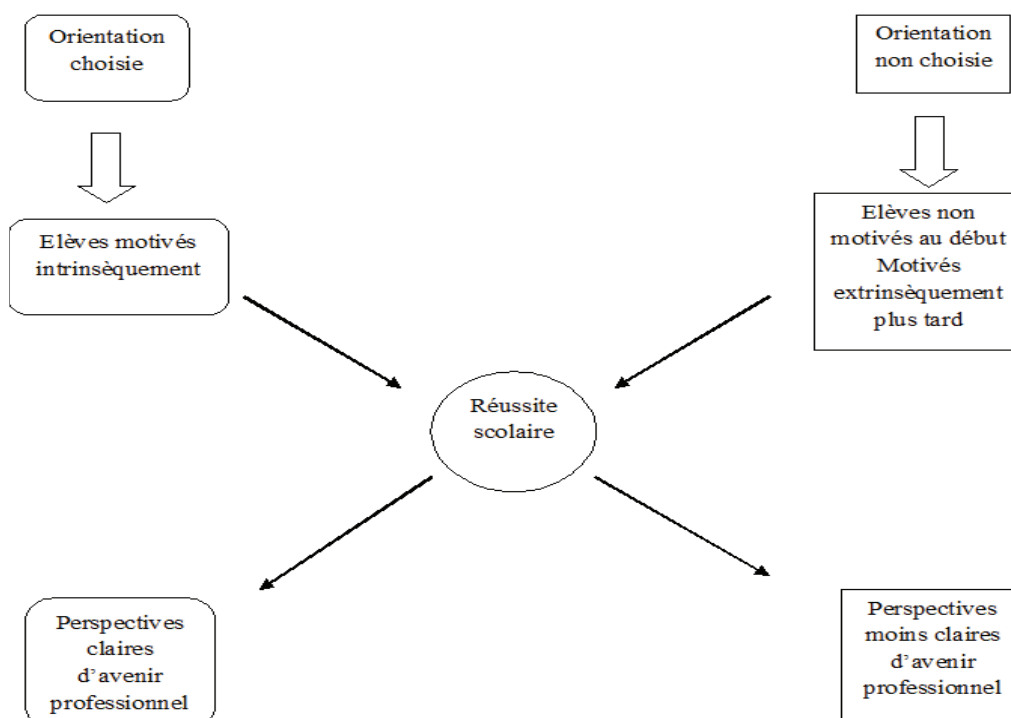 Orientation
choisie
Orientation
non choisie
Elèves motivés
intrinsèquement
Elèves non
motivés au début
Motivés
extrinsèquement
plus tard
Réussite
scolaire
Perspectives
claires
d'avenir
professionnel
Perspectives
moins claires
d'avenir
professionnel